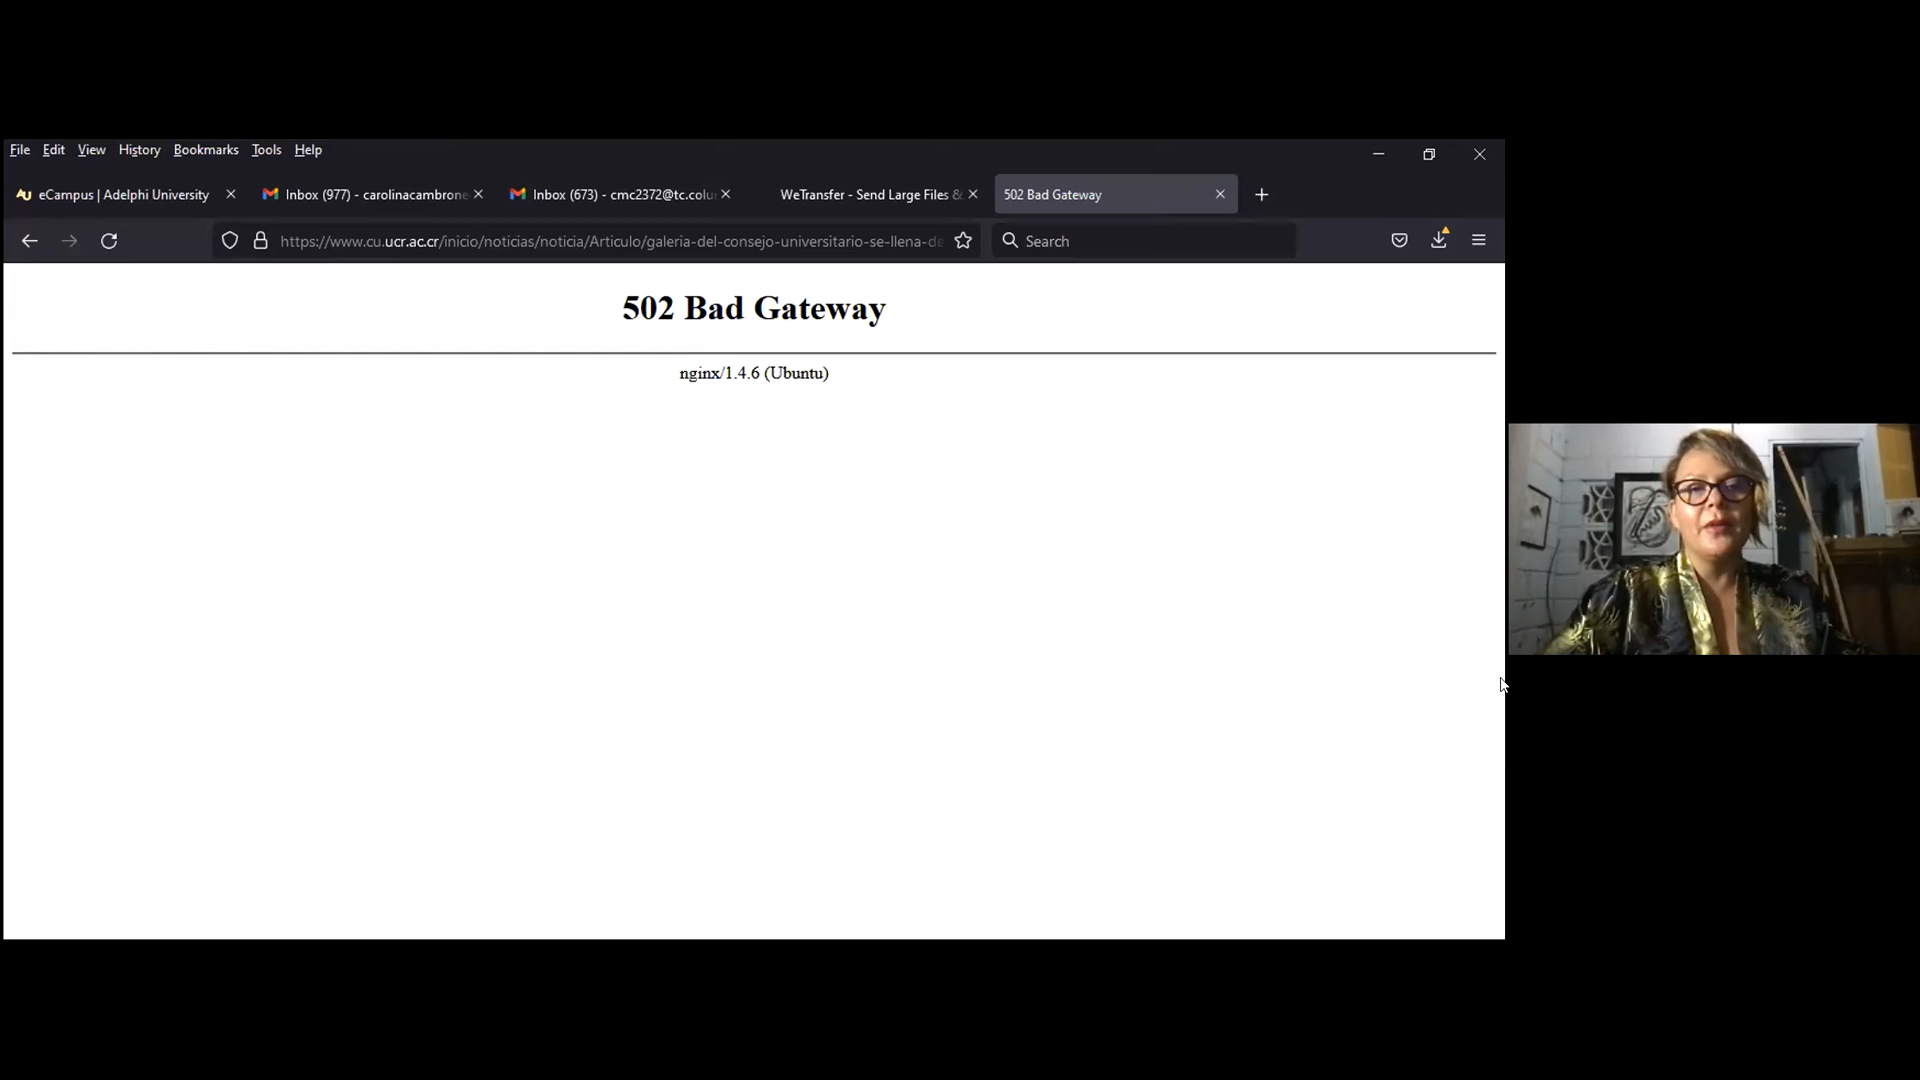 File Edit View History Bookmarks Tools Help
eCampus | Adelphi University Inbox (977) - carolinacambrone Inbox (673) - cmc2372@tc.colu WeTransfer - Send Large Files & 502 Bad Gateway
https://www.cu.ucr.ac.cr/inicio/noticias/noticia/Articulo/galeria-del-consejo-universitario-se-llena-de Search
502 Bad Gateway
nginx/1.4.6 (Ubuntu)